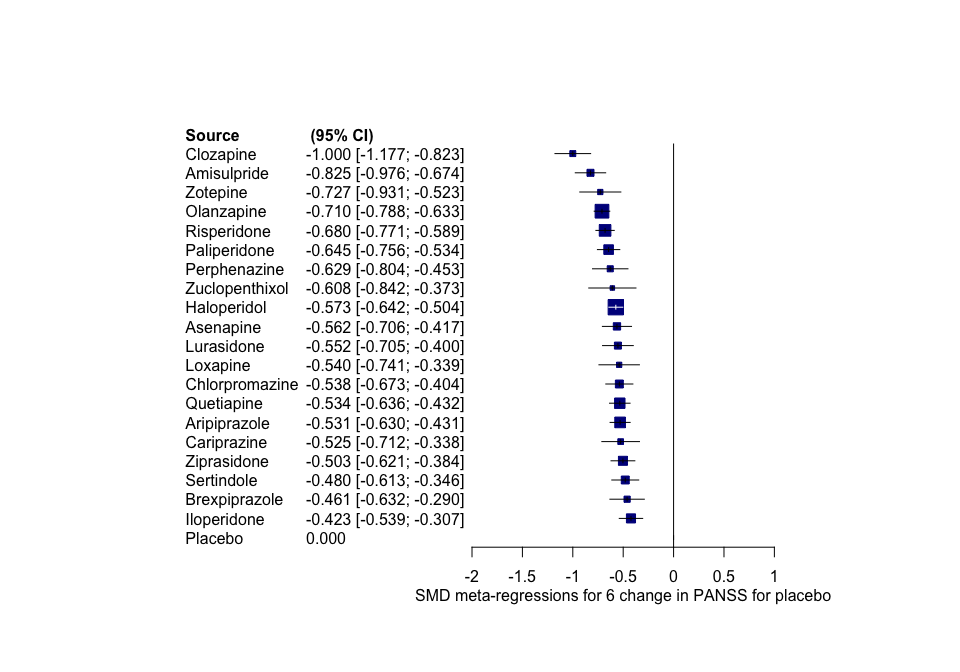 Source (95% CI)
Clozapine -1.000 [-1.177; -0.823]
Amisulpride -0.825 [-0.976; -0.674]
Zotepine -0.727 [-0.931; -0.523]
Olanzapine -0.710 [-0.788; -0.633]
Risperidone -0.680 [-0.771; -0.589]
Paliperidone -0.645 [-0.756; -0.534]
Perphenazine -0.629 [-0.804; -0.453]
Zuclopenthixol -0.608 [-0.842; -0.373]
Haloperidol -0.573 [-0.642; -0.504]
Asenapine -0.562 [-0.706; -0.417]
Lurasidone -0.552 [-0.705; -0.400]
Loxapine -0.540 [-0.741; -0.339]
Chlorpromazine -0.538 [-0.673; -0.404]
Quetiapine -0.534 [-0.636; -0.432]
Aripiprazole -0.531 [-0.630; -0.431]
Cariprazine -0.525 [-0.712; -0.338]
Ziprasidone -0.503 [-0.621; -0.384]
Sertindole -0.480 [-0.613; -0.346]
Brexpiprazole -0.461 [-0.632; -0.290]
Iloperidone -0.423 [-0.539; -0.307]
Placebo 0.000
-2 -1.5 -1 -0.5 0 0.5 1
SMD meta-regressions for 6 change in PANSS for placebo